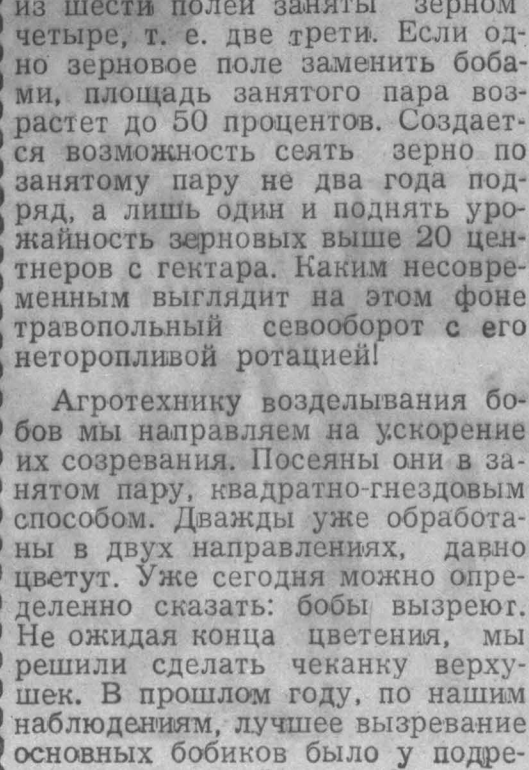 из шести полей заняты зерном
четыре, т. е. две трети. Если од-
но зерновое поле заменить боба-
ми, площадь занятого пара воз-
растет до 50 процентов. Создает-
ся возможность сеять зерно по
занятому пару не два года под-
ряд, а лишь один и поднять уро-
жайность зерновых выше 20 цен-
тнеров с гектара. Каким несовре-
менным выглядит на этом фоне
травопольный севооборот с его
неторопливой ротацией!
Агротехнику возделывания бо-
бов мы направляем на ускорение
их созревания. Посеяны они в за-
нятом пару, квадратно-гнездовым
способом. Дважды уже обработа-
ны в двух направлениях, давно
цветут. Уже сегодня можно опре-
деленно сказать: бобы вызреют.
Не ожидая конца цветения, мы
решили сделать чеканку верху-
шек. В прошлом году, по нашим
наблюдениям, лучшее вызревание
основных бобиков было у подре-